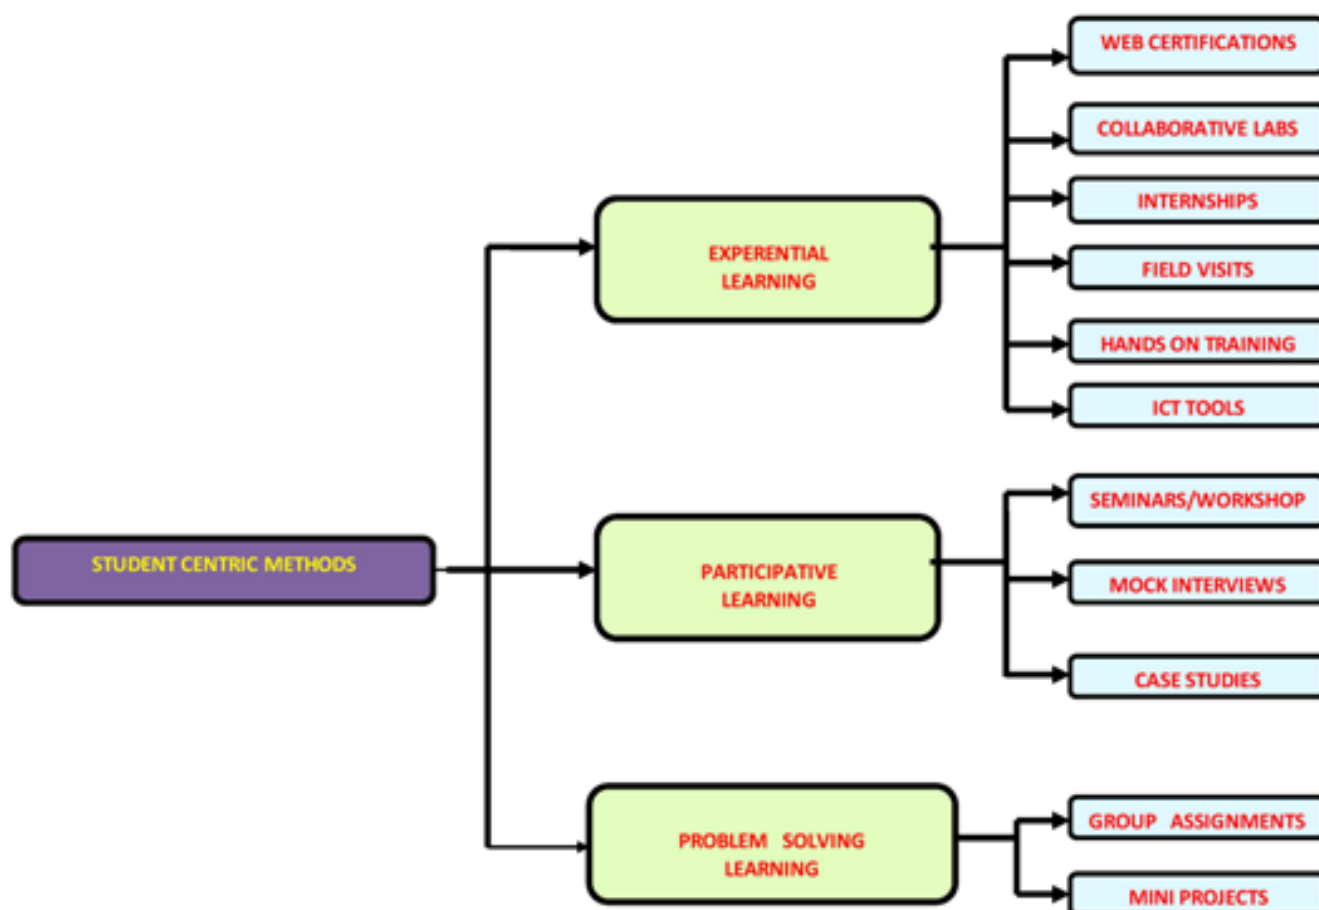 STUDENT CENTRIC METHODS
EXPERENTIAL
LEARNING
WEB CERTIFICATIONS
COLLABORATIVE LABS
INTERNSHIPS
FIELD VISITS
HANDS ON TRAINING
ICT TOOLS
PARTICIPATIVE
LEARNING
SEMINARS/WORKSHOP
MOCK INTERVIEWS
CASE STUDIES
PROBLEM SOLVING
LEARNING
GROUP ASSIGNMENTS
MINI PROJECTS